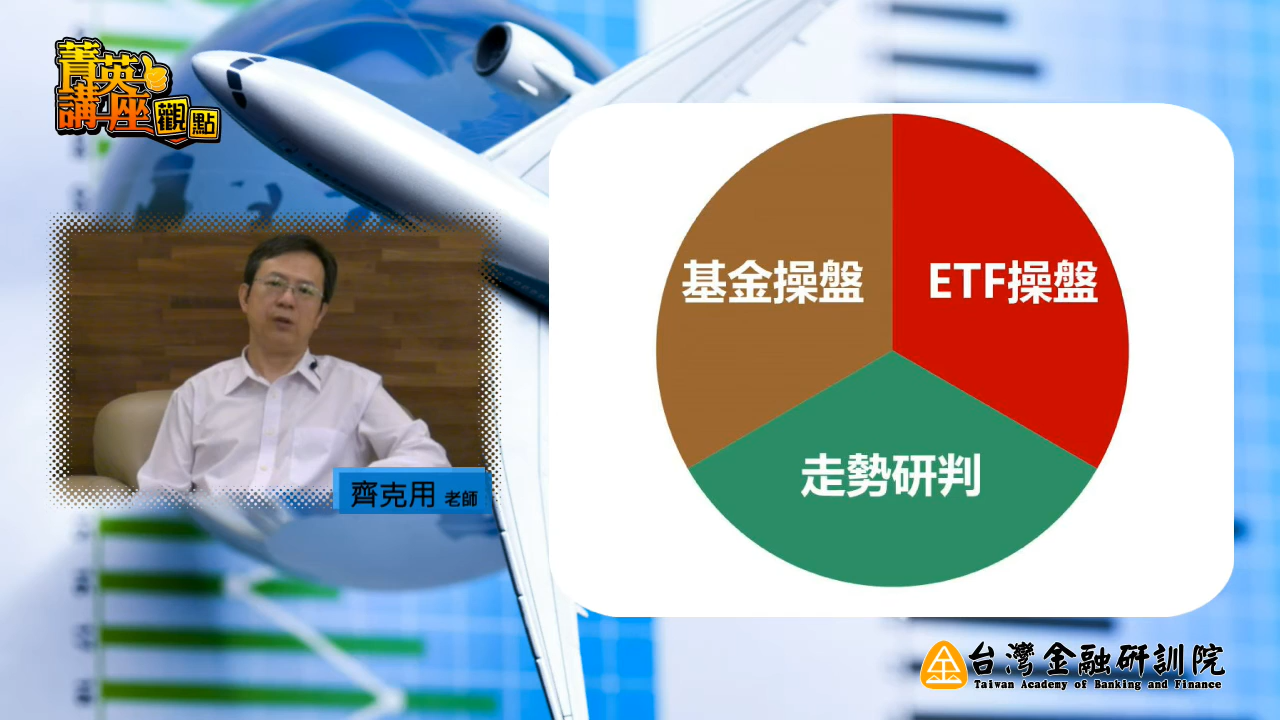 菁英
講座觀點
基金操盤
ETF操盤
走勢研判
齊克用 老師
台灣金融研訓院
Taiwan Academy of Banking and Finance